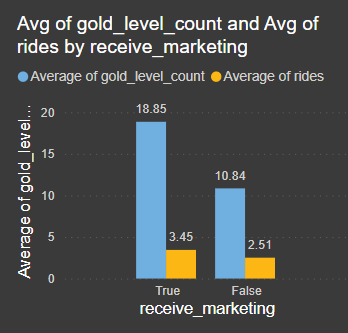 Avg of gold_level_count and Avg of
rides by receive_marketing
Average of gold_level_count Average of rides
Average of gold_level...
20
15
10
5
0
18.85
3.45
10.84
2.51
True False
receive_marketing